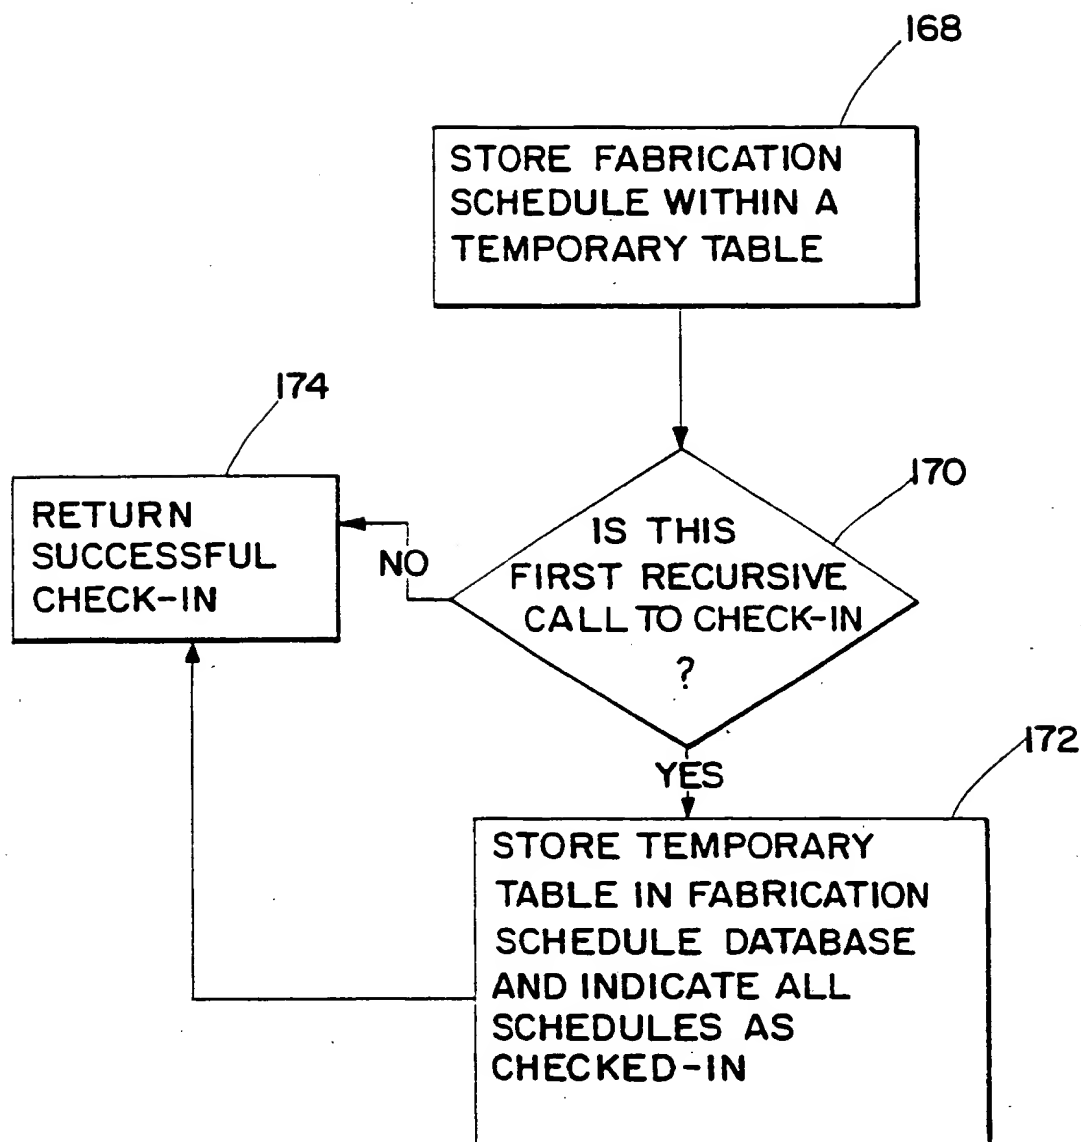 168
STORE FABRICATION
SCHEDULE WITHIN A
TEMPORARY TABLE
174
RETURN
SUCCESSFUL
CHECK-IN
170
IS THIS
FIRST RECURSIVE
CALL TO CHECK-IN
?
NO
YES
172
STORE TEMPORARY
TABLE IN FABRICATION
SCHEDULE DATABASE
AND INDICATE ALL
SCHEDULES AS
CHECKED-IN